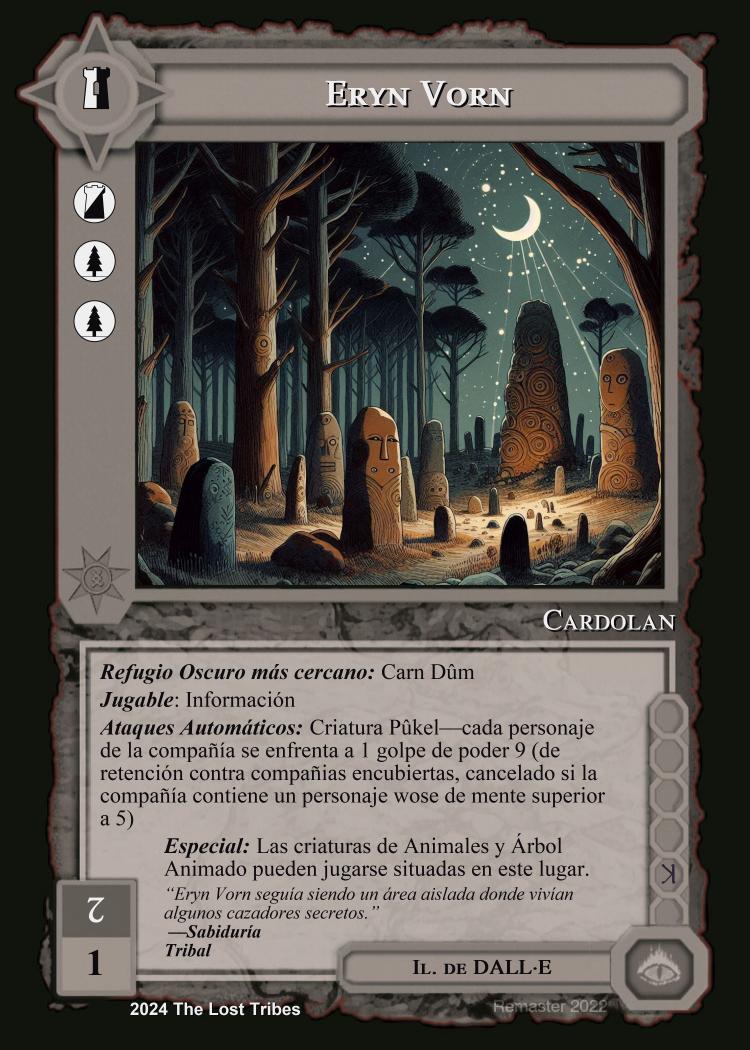 ERYN VORN
CARDOLAN
Refugio Oscuro más cercano: Carn Dûm
Jugable: Información
Ataques Automáticos: Criatura Pûkel—cada personaje
de la compañía se enfrenta a 1 golpe de poder 9 (de
retención contra compañias encubiertas, cancelado si la
compañía contiene un personaje wose de mente superior
a 5)
Especial: Las criaturas de Animales y Árbol
Animado pueden jugarse situadas en este lugar.
“Eryn Vorn seguía siendo un área aislada donde vivían
algunos cazadores secretos.”
—Sabiduría
Tribal
1
IL. DE DALL·E
2024 The Lost Tribes
Remaster 2022